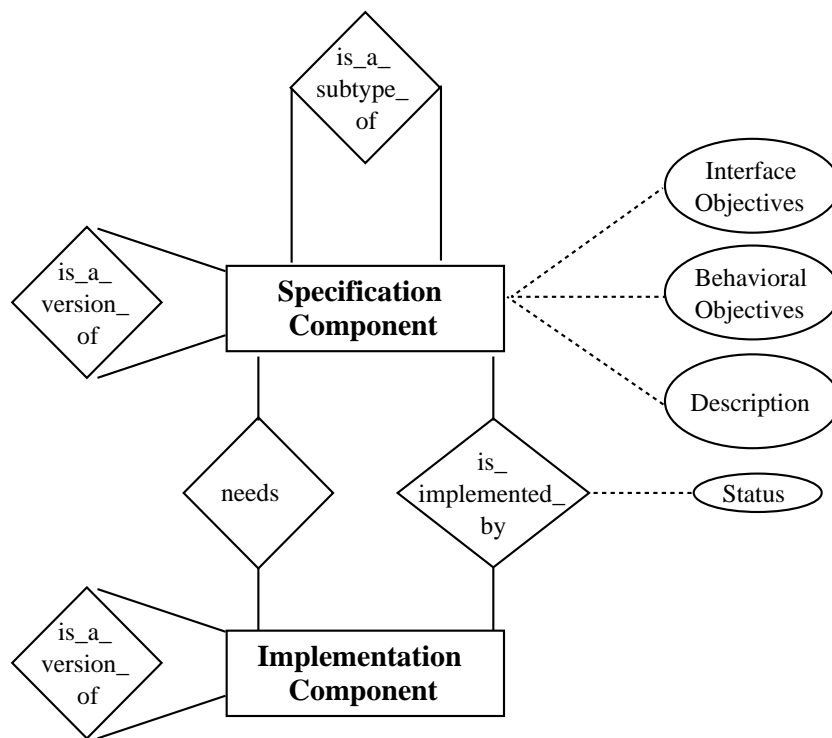 is_a_
subtype_
of
Interface
Objectives
is_a_
version_
of
Specification
Component
Behavioral
Objectives
Description
needs
is_
implemented_
by
Status
is_a_
version_
of
Implementation
Component